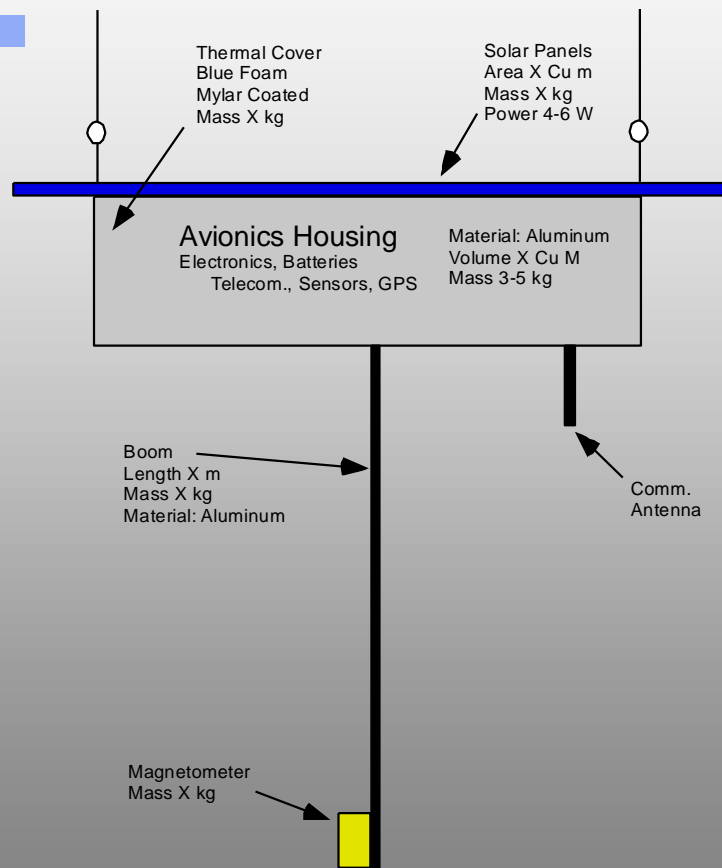 Thermal Cover
Blue Foam
Mylar Coated
Mass X kg
Solar Panels
Area X Cu m
Mass X kg
Power 4-6 W
Avionics Housing
Electronics, Batteries
Telecom., Sensors, GPS
Material: Aluminum
Volume X Cu M
Mass 3-5 kg
Boom
Length X m
Mass X kg
Material: Aluminum
Comm.
Antenna
Magnetometer
Mass X kg